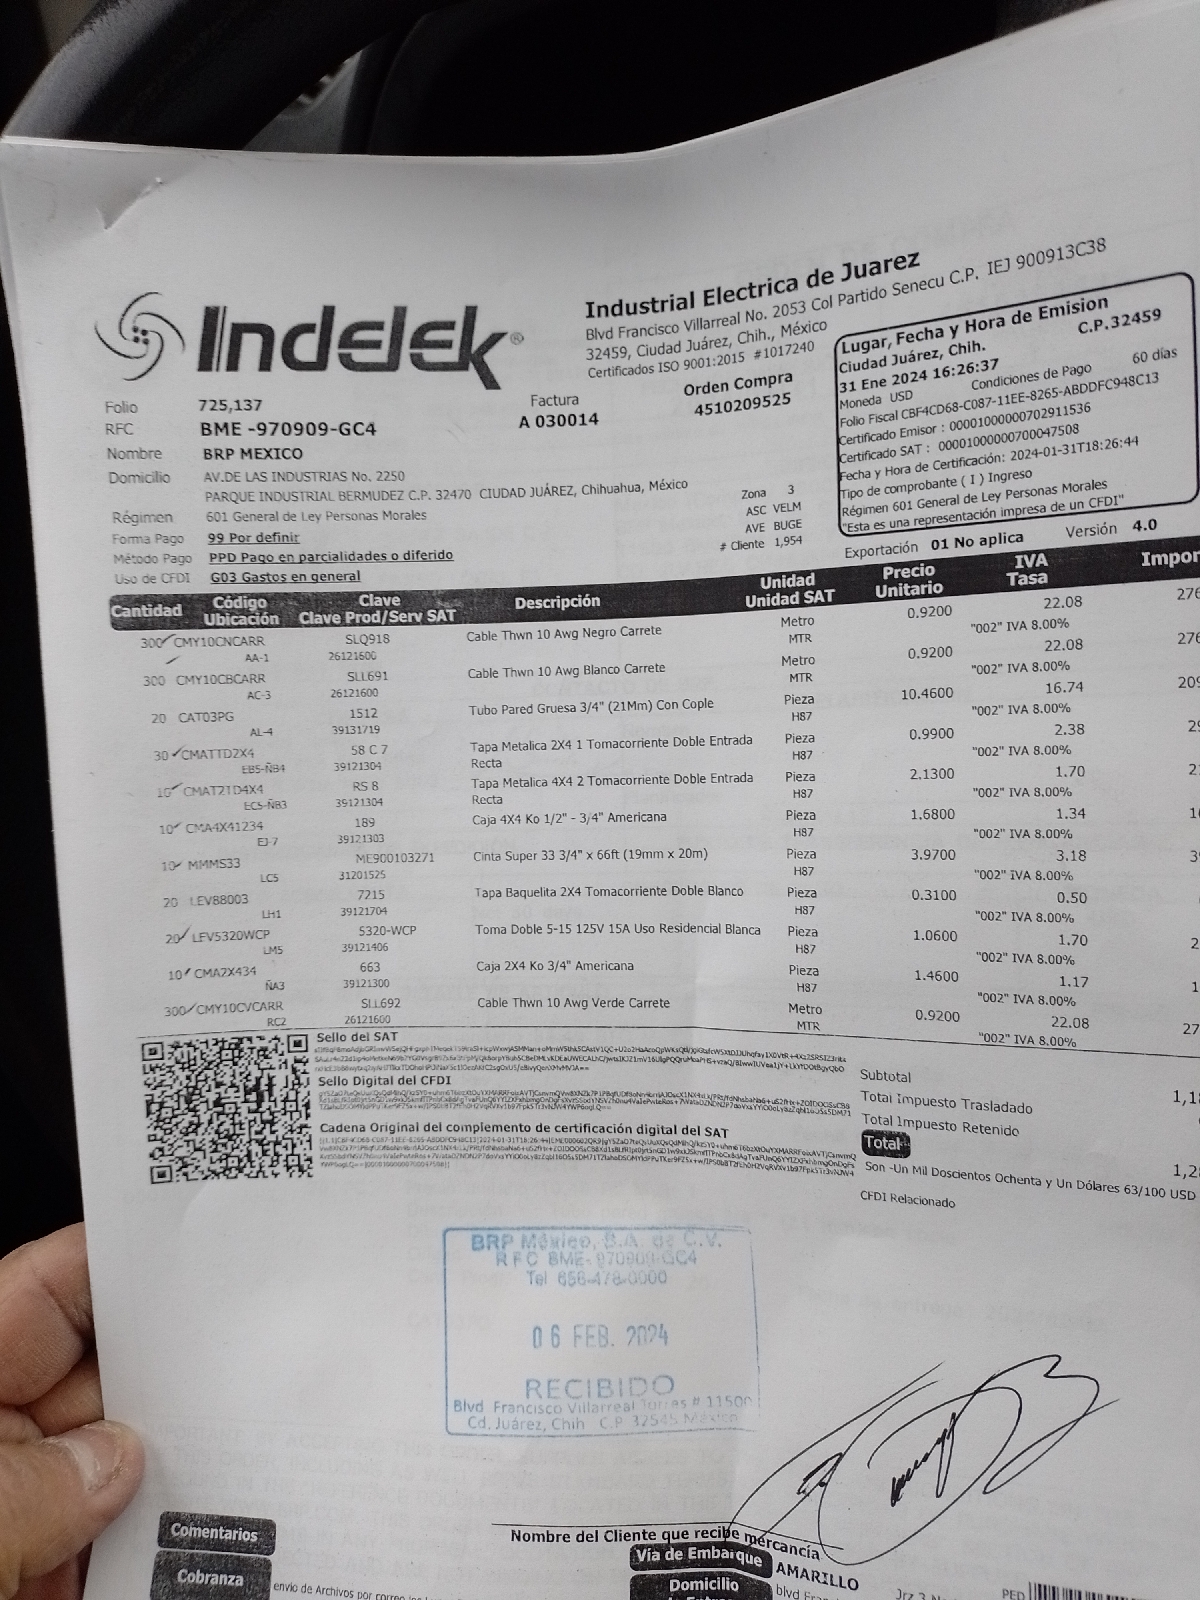 Indelek®
Industrial Electrica de Juarez
Blvd Francisco Villarreal No. 2053 Col Partido Senecu C.P. IEJ 900913C38
32459, Ciudad Juárez, Chih., México
Certificados ISO 9001:2015 #1017240
Lugar, Fecha y Hora de Emision
Ciudad Juárez, Chih. C.P.32459
31 Ene 2024 16:26:37
Moneda USD Condiciones de Pago 60 días
Folio Fiscal CBF4CD68-C087-11EE-8265-ABDDFC948C13
Certificado Emisor : 00001000000702911536
Certificado SAT : 00001000000700047508
Fecha y Hora de Certificación: 2024-01-31T18:26:44
Tipo de comprobante ( I ) Ingreso
Régimen 601 General de Ley Personas Morales
"Esta es una representación impresa de un CFDI"
Folio 725,137
Factura
A 030014
Orden Compra
4510209525
RFC BME -970909-GC4
Nombre BRP MEXICO
Domicilio AV.DE LAS INDUSTRIAS No. 2250
PARQUE INDUSTRIAL BERMUDEZ C.P. 32470 CIUDAD JUÁREZ, Chihuahua, México
Régimen 601 General de Ley Personas Morales
Forma Pago 99 Por definir
Método Pago PPD Pago en parcialidades o diferido
Uso de CFDI G03 Gastos en general
Zona 3
ASC VELM
AVE BUGE
# Cliente 1,954
Exportación 01 No aplica Versión 4.0
Cantidad Código Ubicación Clave Clave Prod/Serv SAT Descripción Unidad Unidad SAT Precio Unitario IVA Tasa Impor
300 CMY10CNCARR SLQ918 Cable Thwn 10 Awg Negro Carrete Metro 0.9200 22.08 276
AA-1 26121600 MTR "002" IVA 8.00%
300 CMY10CBCARR SLL691 Cable Thwn 10 Awg Blanco Carrete Metro 0.9200 22.08 276
AC-3 26121600 MTR "002" IVA 8.00%
20 CAT03PG 1512 Tubo Pared Gruesa 3/4" (21Mm) Con Cople Pieza 10.4600 16.74 209
AL-4 39131719 H87 "002" IVA 8.00%
30 CMATTD2X4 58 C 7 Tapa Metalica 2X4 1 Tomacorriente Doble Entrada Pieza 0.9900 2.38 29
EB5-ÑB4 39121304 Recta H87 "002" IVA 8.00%
10 CMAT2TD4X4 RS 8 Tapa Metalica 4X4 2 Tomacorriente Doble Entrada Pieza 2.1300 1.70 21
EC5-ÑB3 39121304 Recta H87 "002" IVA 8.00%
10 CMA4X41234 189 Caja 4X4 Ko 1/2" - 3/4" Americana Pieza 1.6800 1.34
EJ-7 39121303 H87 "002" IVA 8.00%
10 MMMS33 ME900103271 Cinta Super 33 3/4" x 66ft (19mm x 20m) Pieza 3.9700 3.18
LC5 31201525 H87 "002" IVA 8.00%
20 LEV88003 7215 Tapa Baquelita 2X4 Tomacorriente Doble Blanco Pieza 0.3100 0.50
LH1 39121704 H87 "002" IVA 8.00%
20 LEV5320WCP 5320-WCP Toma Doble 5-15 125V 15A Uso Residencial Blanca Pieza 1.0600 1.70 2
LM5 39121406 H87 "002" IVA 8.00%
10 CMA2X434 663 Caja 2X4 Ko 3/4" Americana Pieza 1.4600 1.17 1
ÑA3 39121300 H87 "002" IVA 8.00%
300 CMY10CVCARR SLL692 Cable Thwn 10 Awg Verde Carrete Metro 0.9200 22.08 27
RC2 26121600 MTR "002" IVA 8.00%
Sello del SAT
Sello Digital del CFDI
Cadena Original del complemento de certificación digital del SAT
Subtotal
Total Impuesto Trasladado 1,18
Total Impuesto Retenido
Total 1,28
Son -Un Mil Doscientos Ochenta y Un Dólares 63/100 USD
CFDI Relacionado
BRP México, S.A. de C.V.
RFC BME-970909-GC4
Tel 656-478-0000
06 FEB. 2024
RECIBIDO
Blvd. Francisco Villarreal Torres # 11500
Cd. Juárez, Chih C.P 32545 México
Nombre del Cliente que recibe mercancía
Comentarios
Vía de Embarque AMARILLO
Cobranza
envio de Archivos por
Domicilio
blvd
PED